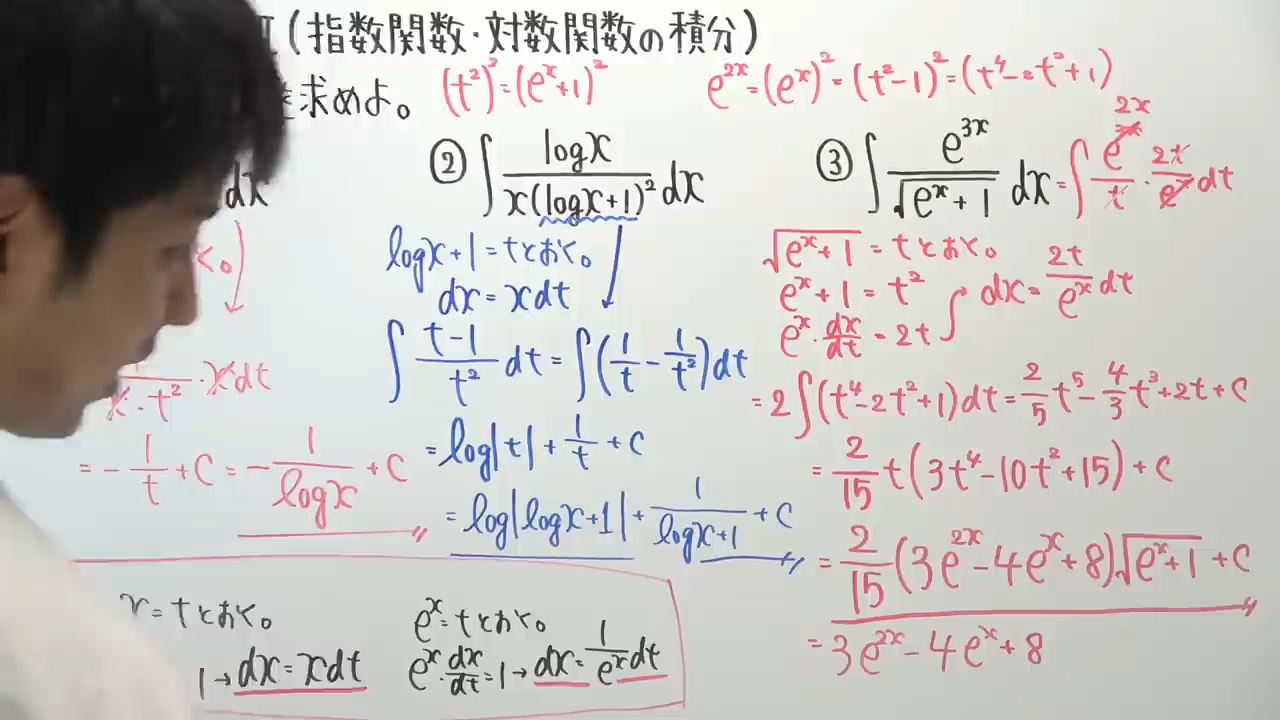 (指数関数・対数関数の積分)
求めよ。
(t²)²=(eˣ+1)²
e²ˣ=(eˣ)²=(t²-1)²=(t⁴-2t²+1)
dx
② ∫ logx / x(logx+1)² dx
logx+1=tとおく。
dx=xdt
∫ (t-1)/t² dt=∫(1/t - 1/t²)dt
=log|t|+1/t+C
=log|logx+1|+1/(logx+1)+C
③ ∫ e³ˣ/√(eˣ+1) dx=∫ e²ˣ/t・2t/eˣ dt
√(eˣ+1)=tとおく。
eˣ+1=t²
eˣ・dx/dt=2t
dx=2t/eˣ dt
=2∫(t⁴-2t²+1)dt=2/5 t⁵-4/3 t³+2t+C
=2/15 t(3t⁴-10t²+15)+C
=2/15 (3e²ˣ-4eˣ+8)√(eˣ+1)+C
=3e²ˣ-4eˣ+8
く。
・t²・xdt
=-1/t+C=-1/logx+C
x=tとおく。
1→dx=xdt
eˣ=tとおく。
eˣ・dx/dt=1→dx=1/eˣ dt